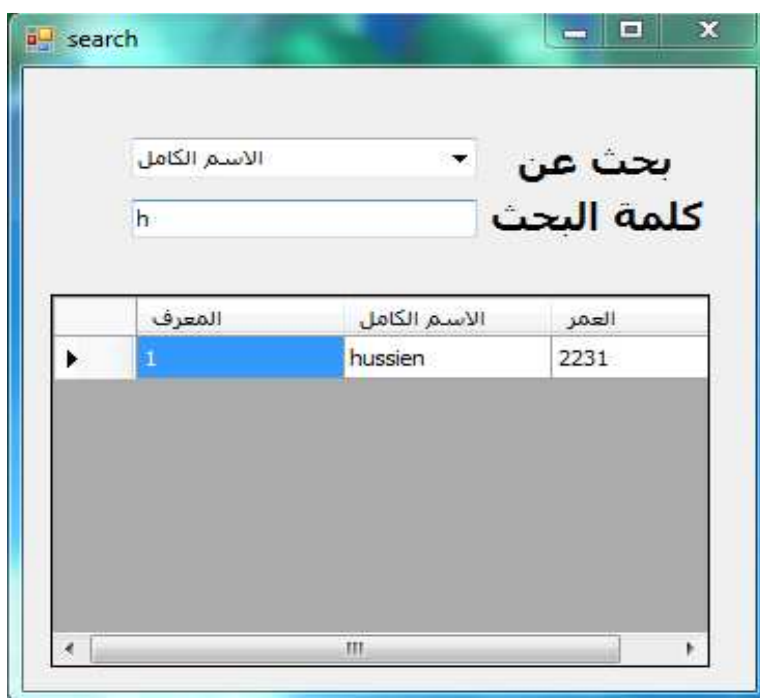 search
بحث عن
الاسم الكامل
كلمة البحث
h
المعرف الاسم الكامل العمر
1 hussien 2231